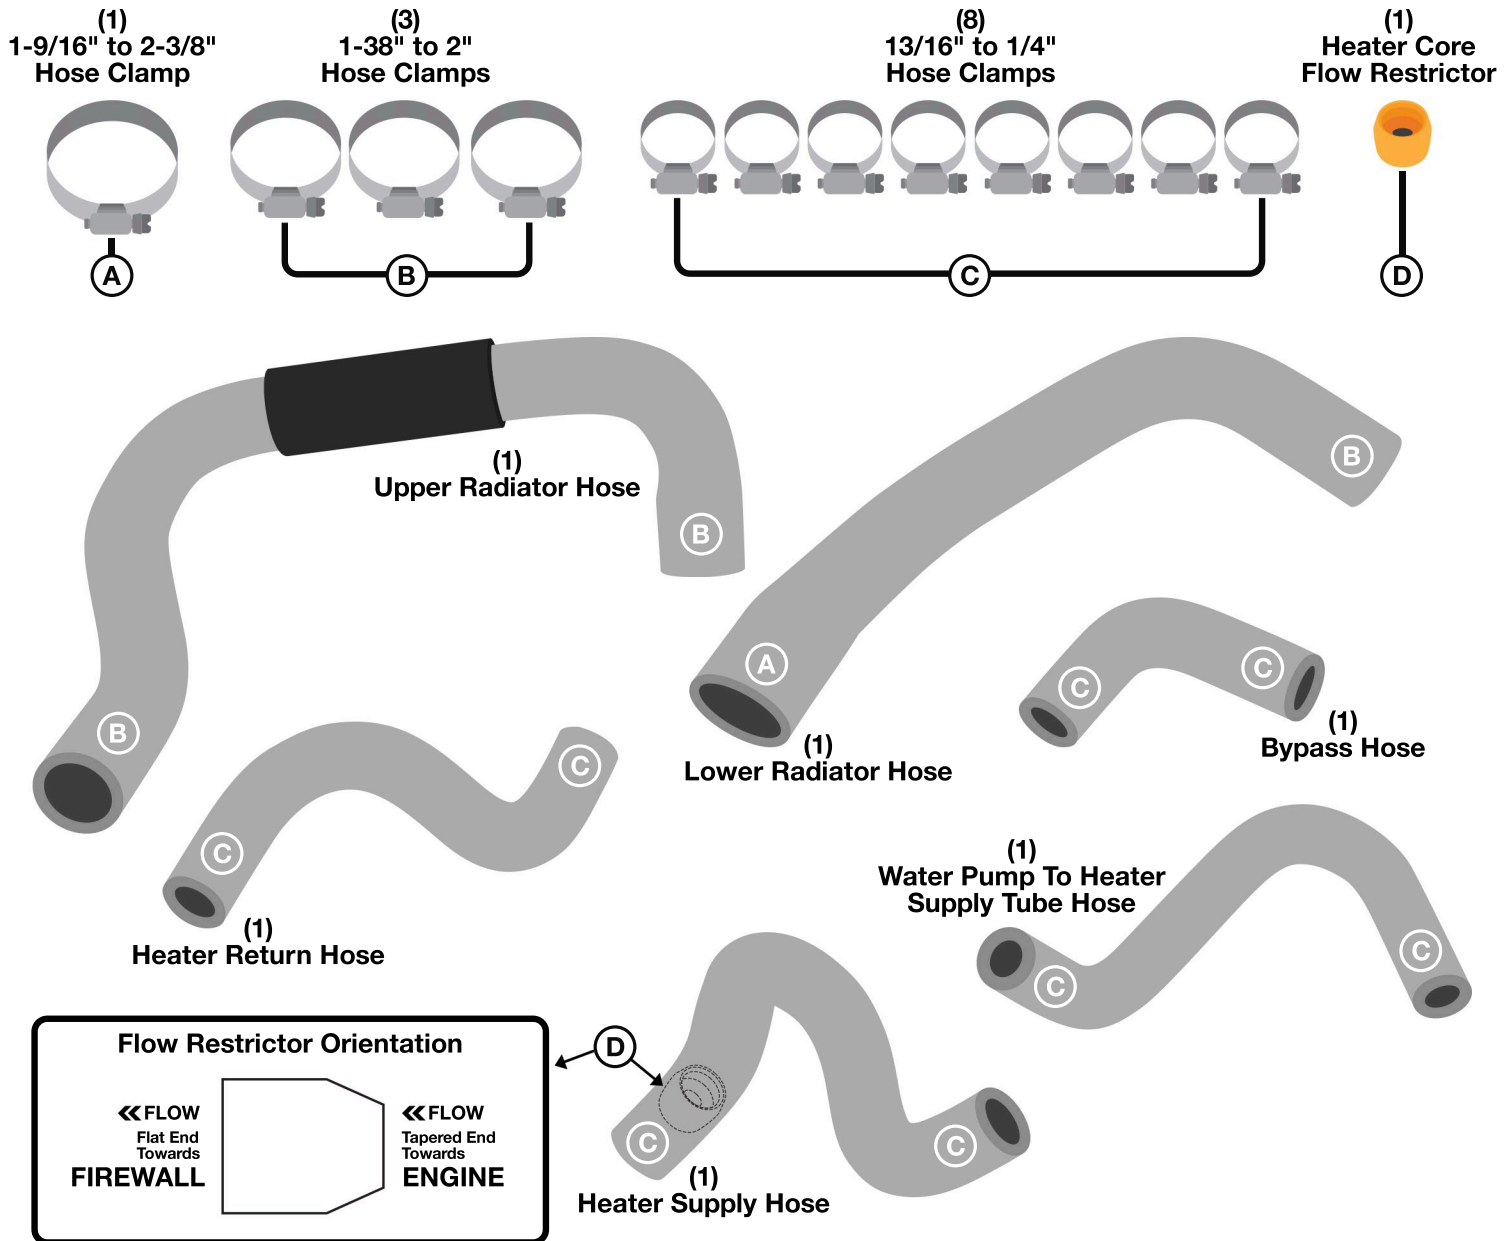 (1)
1-9/16" to 2-3/8"
Hose Clamp
(3)
1-38" to 2"
Hose Clamps
(8)
13/16" to 1/4"
Hose Clamps
(1)
Heater Core
Flow Restrictor
A
B
C
D
(1)
Upper Radiator Hose
B
B
B
A
(1)
Lower Radiator Hose
C
C
(1)
Bypass Hose
C
C
(1)
Heater Return Hose
(1)
Water Pump To Heater
Supply Tube Hose
C
C
D
C
C
(1)
Heater Supply Hose
Flow Restrictor Orientation
FLOW
Flat End
Towards
FIREWALL
FLOW
Tapered End
Towards
ENGINE